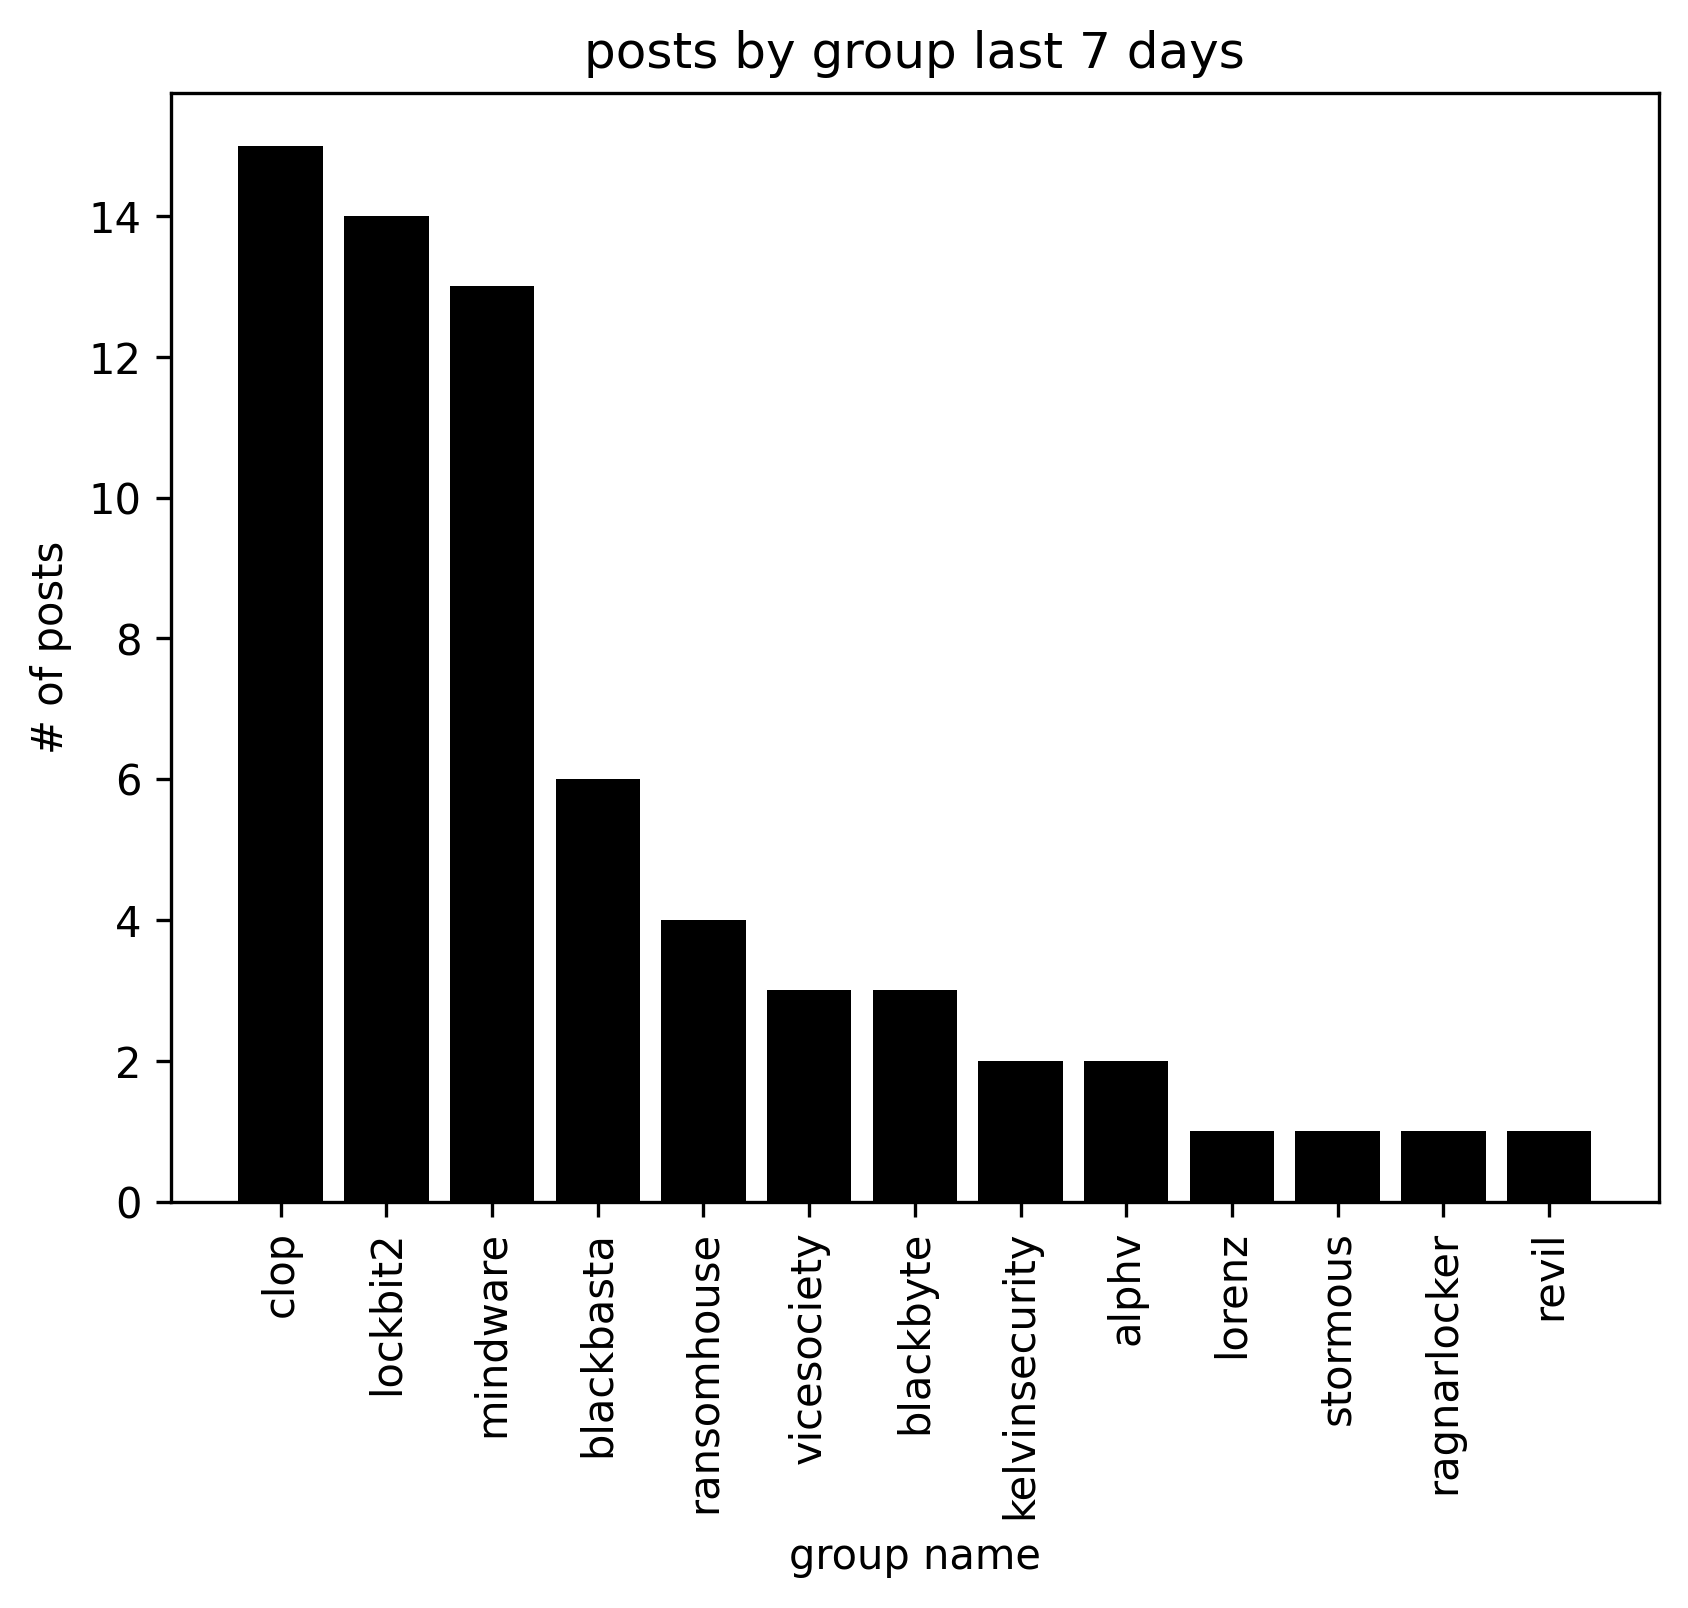 posts by group last 7 days
14
12
10
8
6
4
2
0
# of posts
clop
lockbit2
mindware
blackbasta
ransomhouse
vicesociety
blackbyte
kelvinsecurity
alphv
lorenz
stormous
ragnarlocker
revil
group name